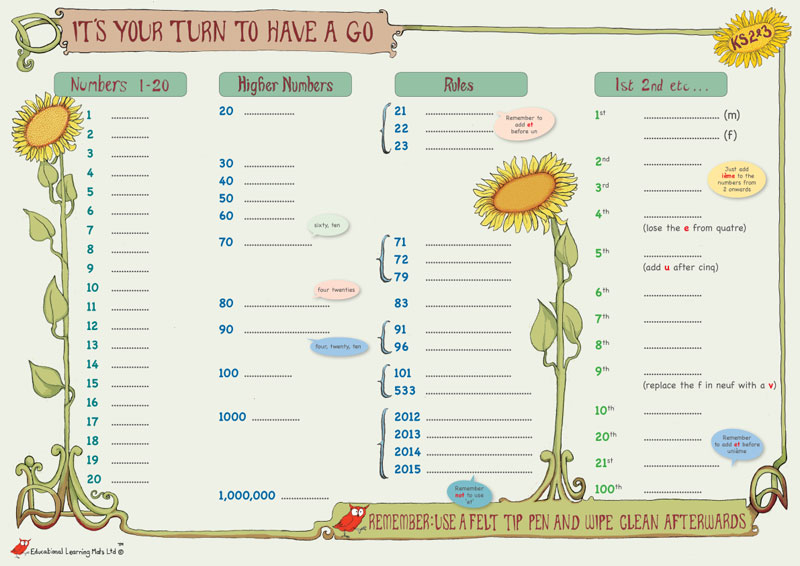 IT'S YOUR TURN TO HAVE A GO
KS2&3
Numbers 1-20
1 ............
2 ............
3 ............
4 ............
5 ............
6 ............
7 ............
8 ............
9 ............
10 ............
11 ............
12 ............
13 ............
14 ............
15 ............
16 ............
17 ............
18 ............
19 ............
20 ............
Higher Numbers
20 ............
30 ............
40 ............
50 ............
60 ............
sixty, ten
70 ............
four twenties
80 ............
90 ............
four, twenty, ten
100 ............
1000 ............
1,000,000 ............
Rules
21 ............
22 ............
23 ............
Remember to
add et
before un
71 ............
72 ............
79 ............
83 ............
91 ............
96 ............
101 ............
533 ............
2012 ............
2013 ............
2014 ............
2015 ............
Remember
not to use
'et'
1st 2nd etc...
1st ............ (m)
............ (f)
2nd ............
Just add
ième to the
numbers from
2 onwards
3rd ............
4th ............
(lose the e from quatre)
5th ............
(add u after cinq)
6th ............
7th ............
8th ............
9th ............
(replace the f in neuf with a v)
10th ............
20th ............
Remember
to add et before
unième
21st ............
100th ............
REMEMBER: USE A FELT TIP PEN AND WIPE CLEAN AFTERWARDS
Educational Learning Mats Ltd © TM